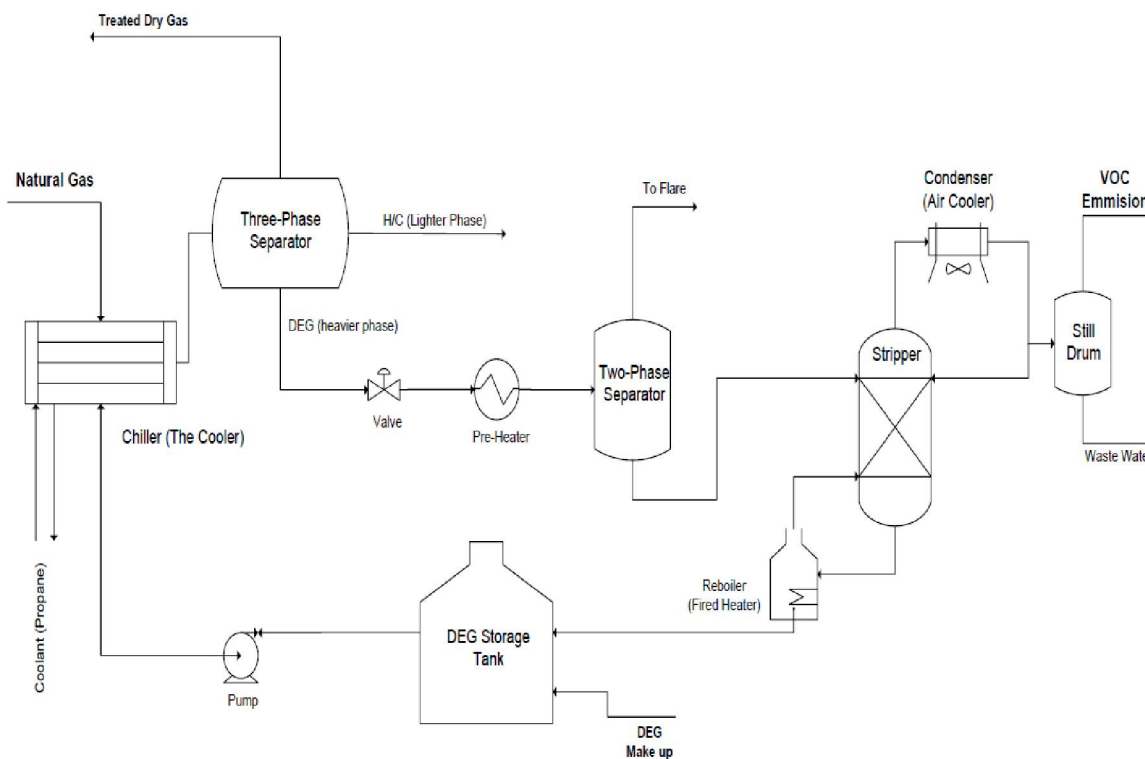 Treated Dry Gas
Natural Gas
Three-Phase
Separator
H/C (Lighter Phase)
To Flare
Condenser
(Air Cooler)
VOC
Emmision
DEG (heavier phase)
Stripper
Still
Drum
Two-Phase
Separator
Valve
Pre-Heater
Chiller (The Cooler)
Waste Water
Coolant (Propane)
Reboiler
(Fired Heater)
DEG Storage
Tank
Pump
DEG
Make up